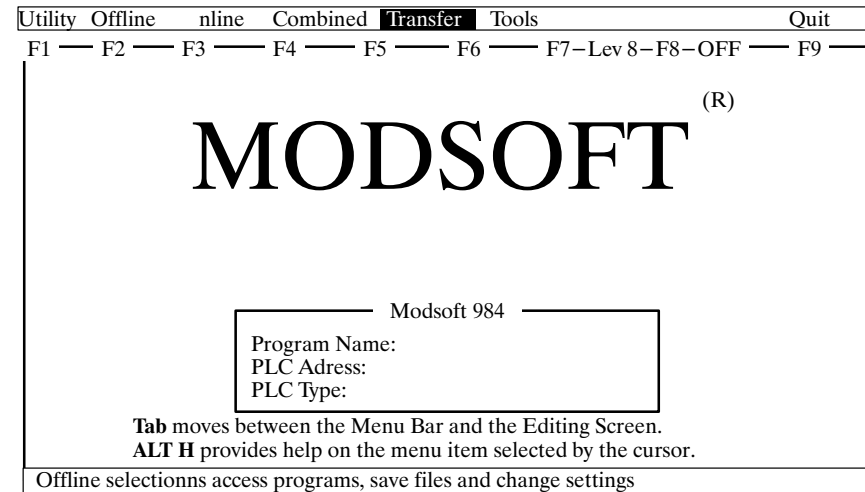 Utility Offline nline Combined Transfer Tools Quit
F1 F2 F3 F4 F5 F6 F7–Lev 8–F8–OFF F9
(R)
MODSOFT
Modsoft 984
Program Name:
PLC Adress:
PLC Type:
Tab moves between the Menu Bar and the Editing Screen.
ALT H provides help on the menu item selected by the cursor.
Offline selectionns access programs, save files and change settings